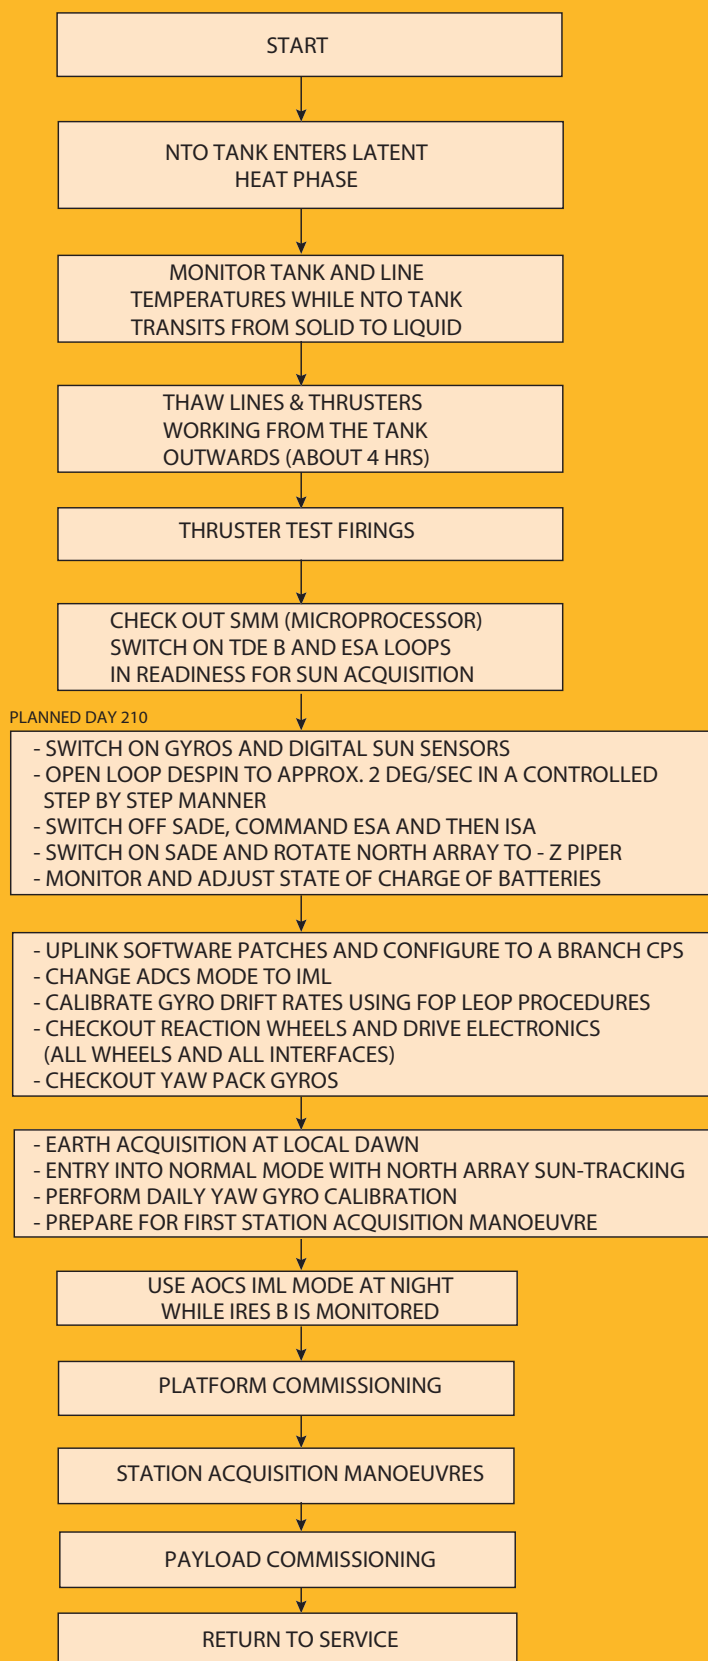 START
NTO TANK ENTERS LATENT
HEAT PHASE
MONITOR TANK AND LINE
TEMPERATURES WHILE NTO TANK
TRANSITS FROM SOLID TO LIQUID
THAW LINES & THRUSTERS
WORKING FROM THE TANK
OUTWARDS (ABOUT 4 HRS)
THRUSTER TEST FIRINGS
CHECK OUT SMM (MICROPROCESSOR)
SWITCH ON TDE B AND ESA LOOPS
IN READINESS FOR SUN ACQUISITION
PLANNED DAY 210
- SWITCH ON GYROS AND DIGITAL SUN SENSORS
- OPEN LOOP DESPIN TO APPROX. 2 DEG/SEC IN A CONTROLLED
STEP BY STEP MANNER
- SWITCH OFF SADE, COMMAND ESA AND THEN ISA
- SWITCH ON SADE AND ROTATE NORTH ARRAY TO - Z PIPER
- MONITOR AND ADJUST STATE OF CHARGE OF BATTERIES
- UPLINK SOFTWARE PATCHES AND CONFIGURE TO A BRANCH CPS
- CHANGE ADCS MODE TO IML
- CALIBRATE GYRO DRIFT RATES USING FOP LEOP PROCEDURES
- CHECKOUT REACTION WHEELS AND DRIVE ELECTRONICS
(ALL WHEELS AND ALL INTERFACES)
- CHECKOUT YAW PACK GYROS
- EARTH ACQUISITION AT LOCAL DAWN
- ENTRY INTO NORMAL MODE WITH NORTH ARRAY SUN-TRACKING
- PERFORM DAILY YAW GYRO CALIBRATION
- PREPARE FOR FIRST STATION ACQUISITION MANOEUVRE
USE AOCS IML MODE AT NIGHT
WHILE IRES B IS MONITORED
PLATFORM COMMISSIONING
STATION ACQUISITION MANOEUVRES
PAYLOAD COMMISSIONING
RETURN TO SERVICE